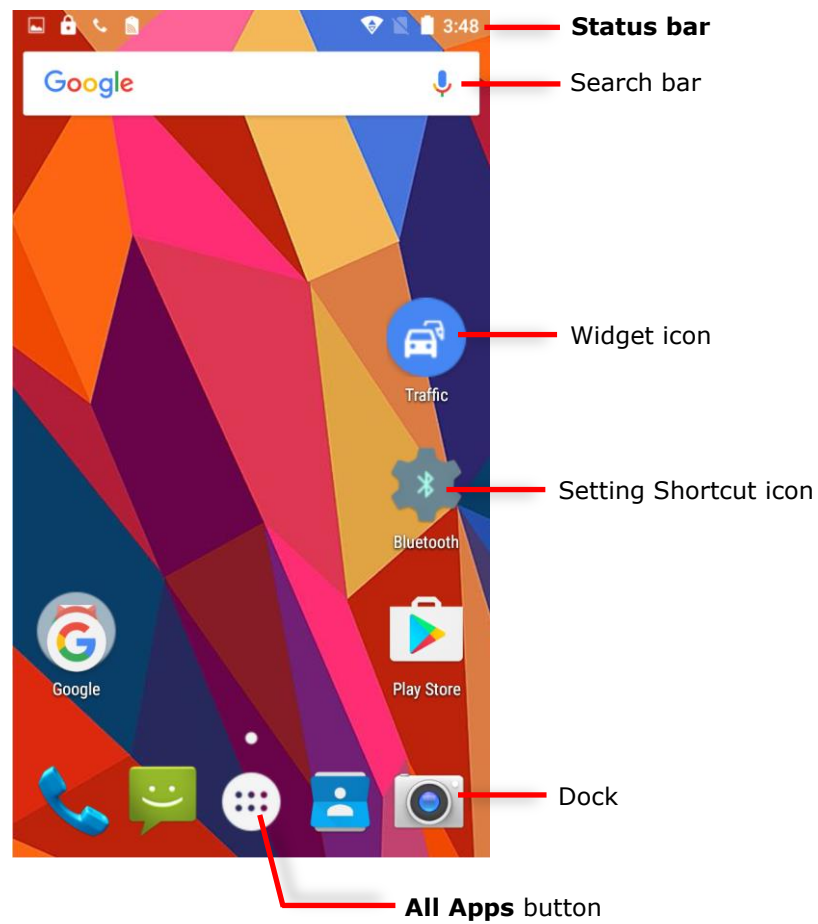 3:48
Status bar
Google
Search bar
Widget icon
Traffic
Setting Shortcut icon
Bluetooth
Google
Play Store
Dock
All Apps button